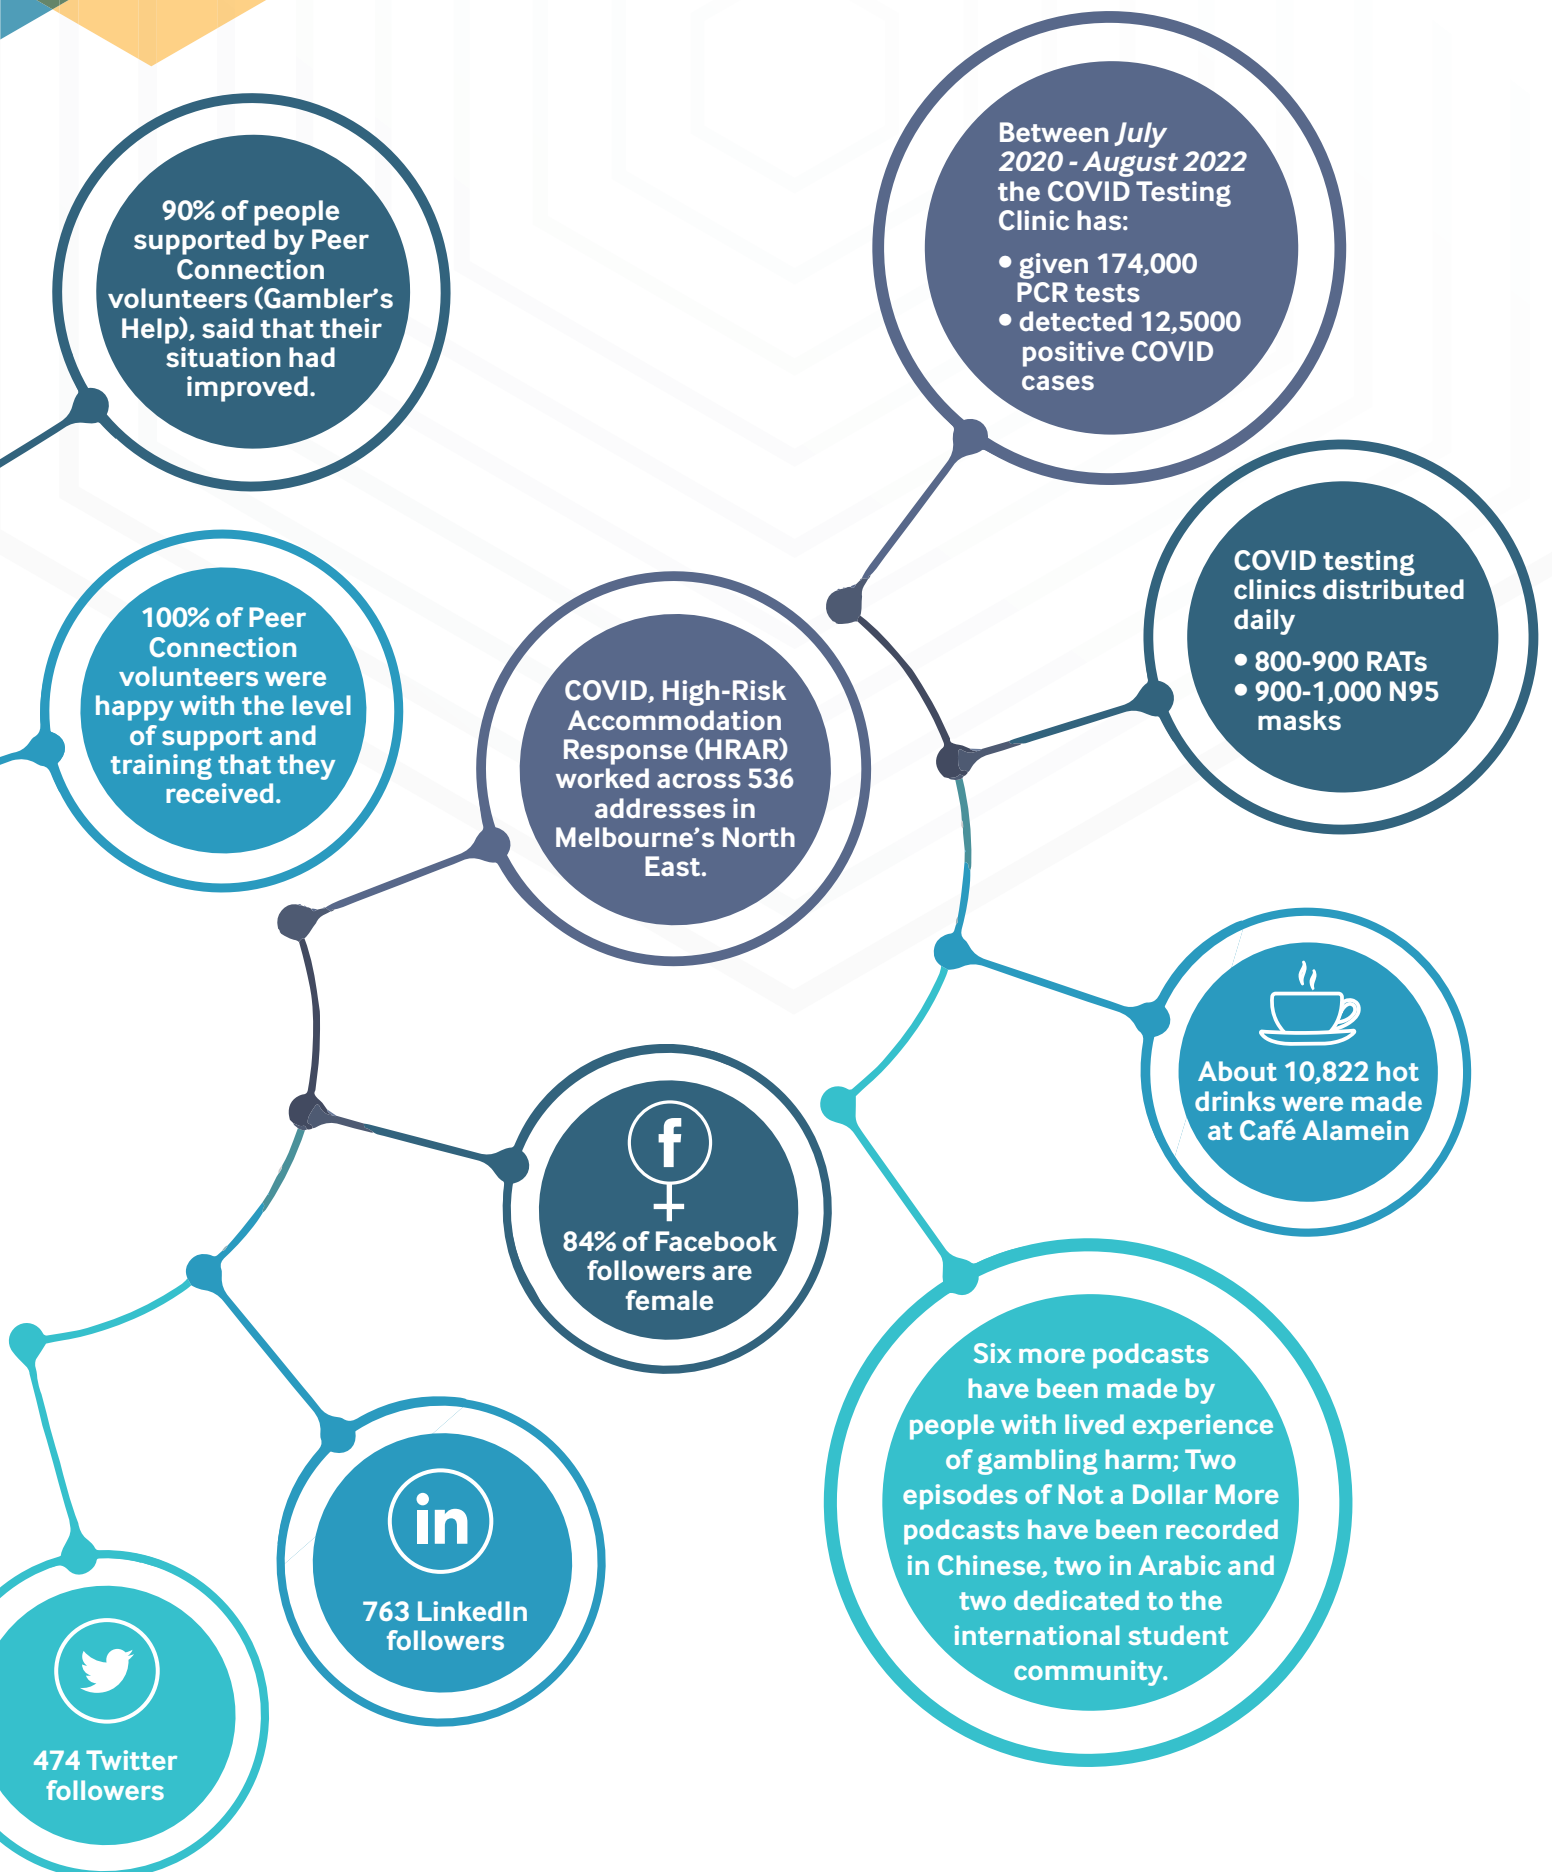 90% of people
supported by Peer
Connection
volunteers (Gambler’s
Help), said that their
situation had
improved.
Between July
2020 - August 2022
the COVID Testing
Clinic has:
• given 174,000
PCR tests
• detected 12,5000
positive COVID
cases
100% of Peer
Connection
volunteers were
happy with the level
of support and
training that they
received.
COVID, High-Risk
Accommodation
Response (HRAR)
worked across 536
addresses in
Melbourne’s North
East.
COVID testing
clinics distributed
daily
• 800-900 RATs
• 900-1,000 N95
masks
About 10,822 hot
drinks were made
at Café Alamein
f
84% of Facebook
followers are
female
in
763 LinkedIn
followers
474 Twitter
followers
Six more podcasts
have been made by
people with lived experience
of gambling harm; Two
episodes of Not a Dollar More
podcasts have been recorded
in Chinese, two in Arabic and
two dedicated to the
international student
community.